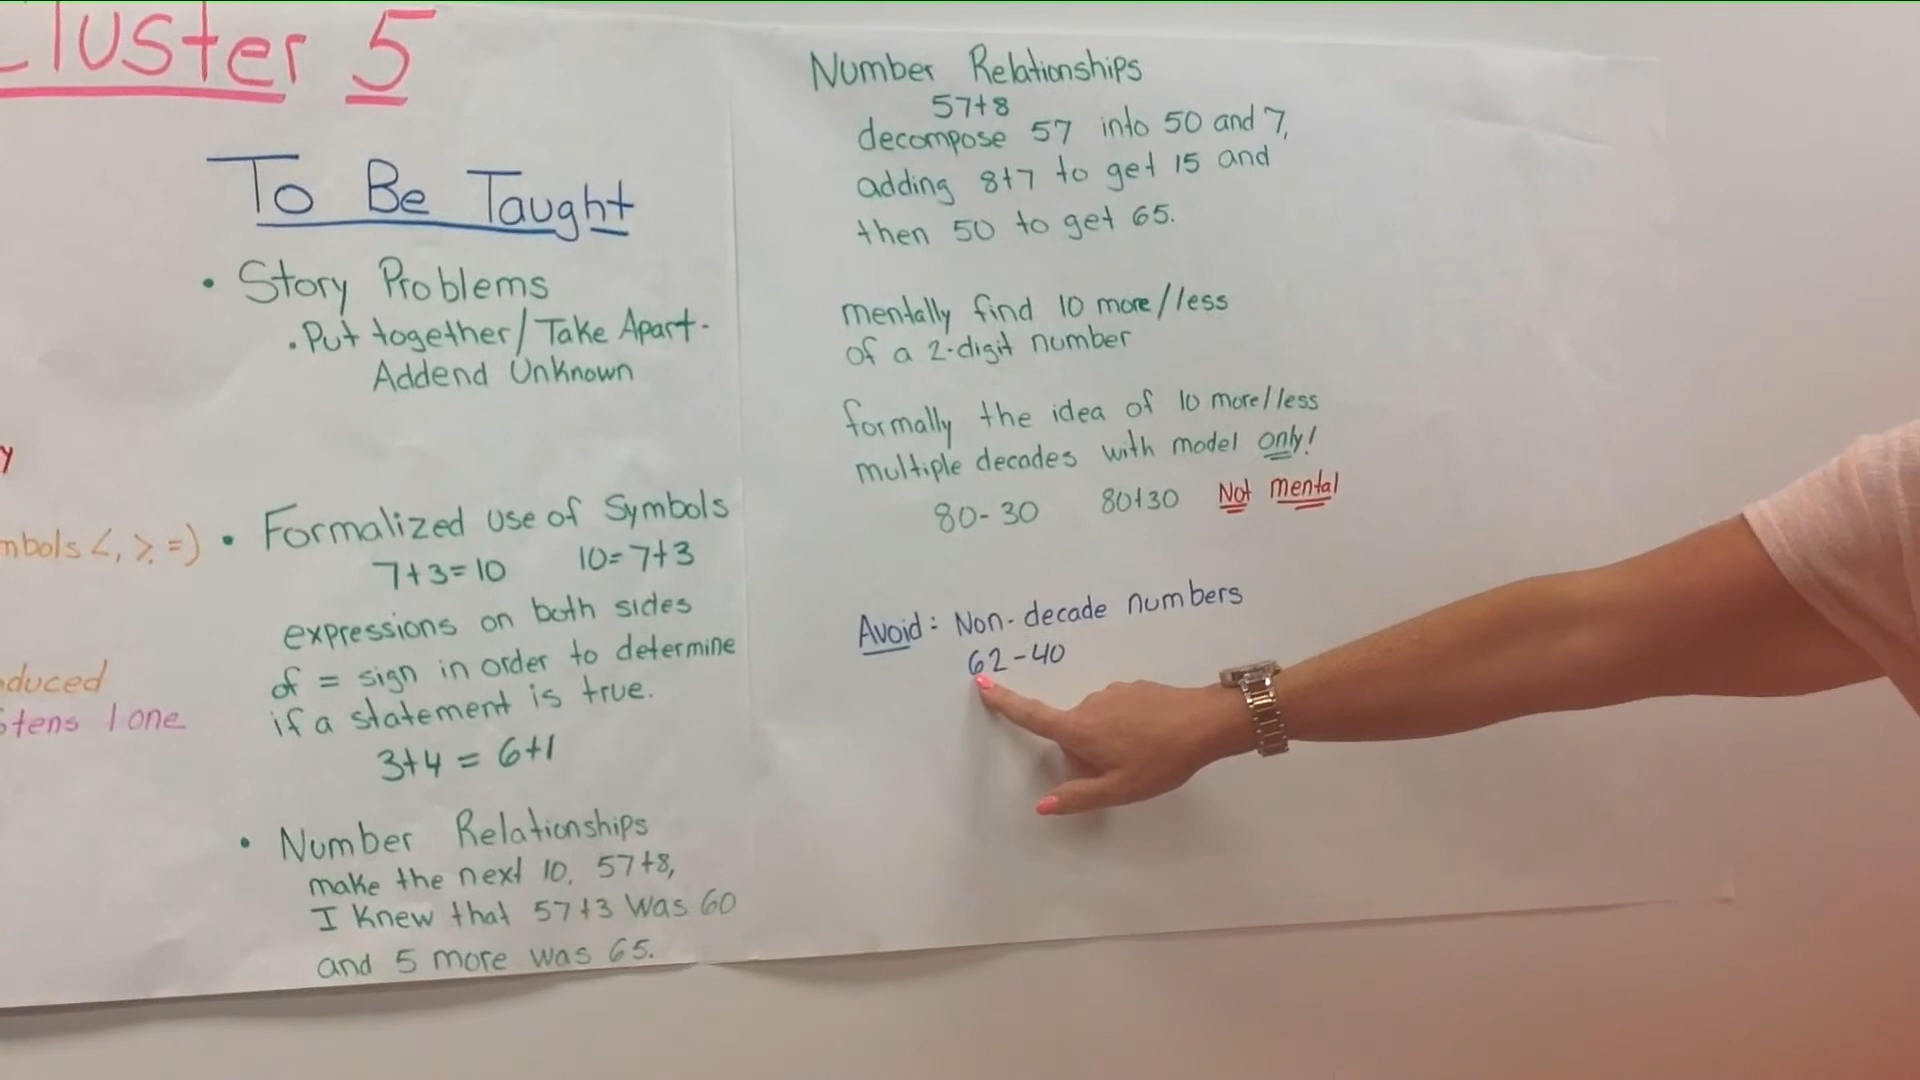 Cluster 5
To Be Taught
• Story Problems
. Put together/Take Apart-
Addend Unknown
mbols <, >, =)
• Formalized use of Symbols
7+3=10 10=7+3
expressions on both sides
of = sign in order to determine
if a statement is true.
3+4 = 6+1
duced
stens 1 one
• Number Relationships
make the next 10, 57+8,
I knew that 57+3 was 60
and 5 more was 65.
Number Relationships
57+8
decompose 57 into 50 and 7,
adding 8+7 to get 15 and
then 50 to get 65.
mentally find 10 more/less
of a 2-digit number
formally the idea of 10 more/less
multiple decades with model only!
80-30 80+30 Not mental
Avoid: Non-decade numbers
62-40